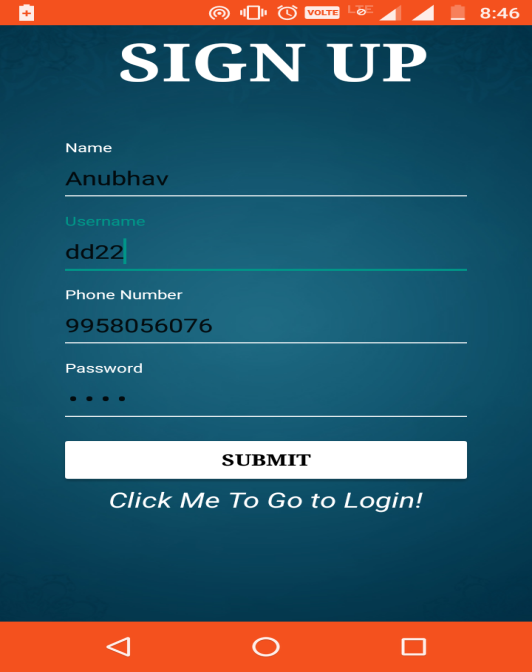 VOLTE LTE 8:46
SIGN UP
Name
Anubhav
Username
dd22
Phone Number
9958056076
Password
••••
SUBMIT
Click Me To Go to Login!